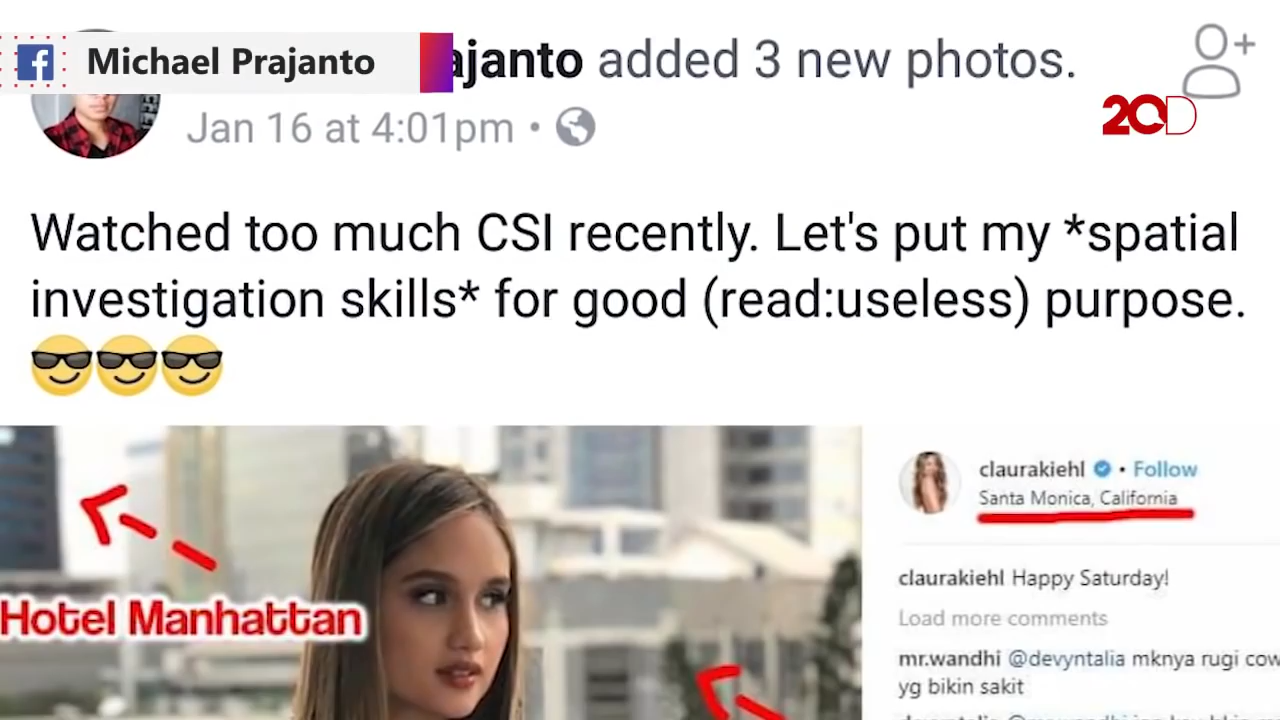 Michael Prajanto
ajanto added 3 new photos.
20D
Jan 16 at 4:01pm
Watched too much CSI recently. Let's put my *spatial
investigation skills* for good (read:useless) purpose.
Hotel Manhattan
claurakiehl • Follow
Santa Monica, California
claurakiehl Happy Saturday!
Load more comments
mr.wandhi @devyntalia mknya rugi cow
yg bikin sakit